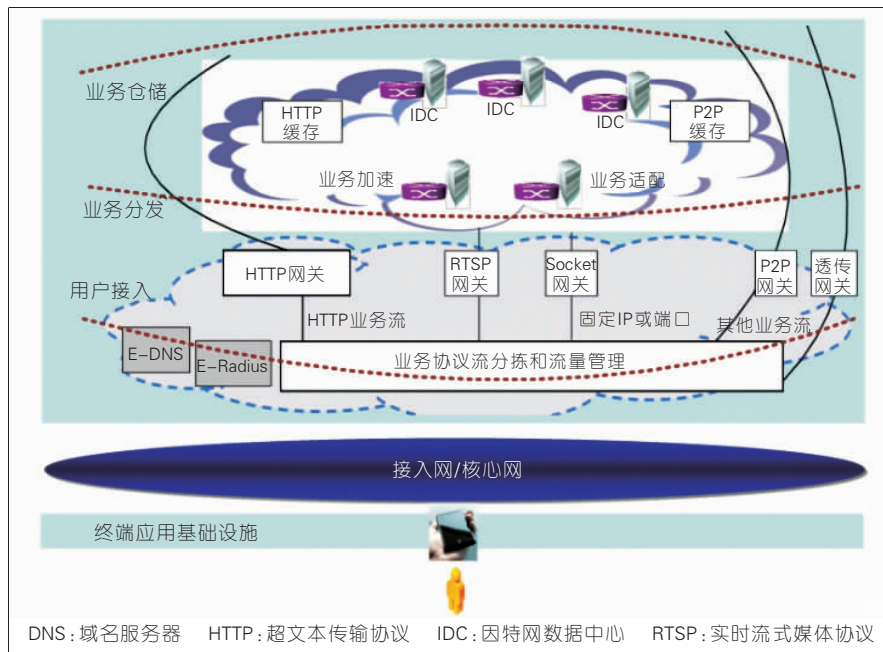 业务仓储
HTTP
缓存
IDC
IDC
IDC
P2P
缓存
业务加速
业务适配
业务分发
用户接入
HTTP网关
RTSP
网关
Socket
网关
P2P
网关
透传
网关
HTTP业务流
固定IP或端口
其他业务流
E-DNS
E-Radius
业务协议流分拣和流量管理
接入网/核心网
终端应用基础设施
DNS:域名服务器 HTTP:超文本传输协议 IDC:因特网数据中心 RTSP:实时流式媒体协议